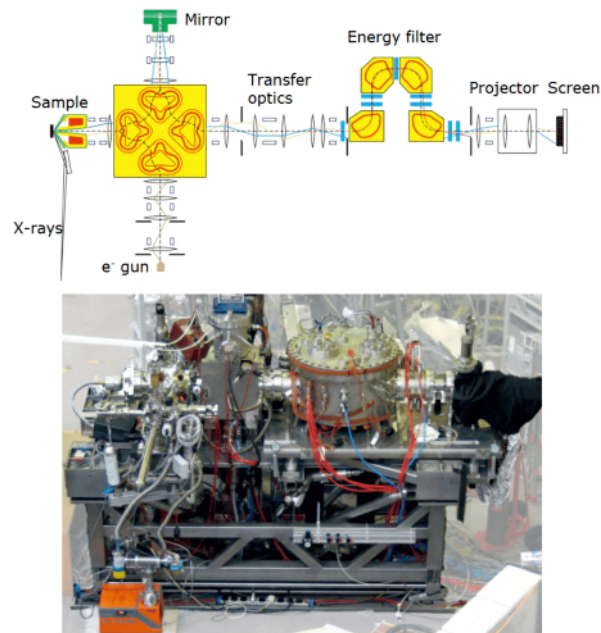 Mirror
Energy filter
Transfer
optics
Projector
Screen
Sample
X-rays
e- gun